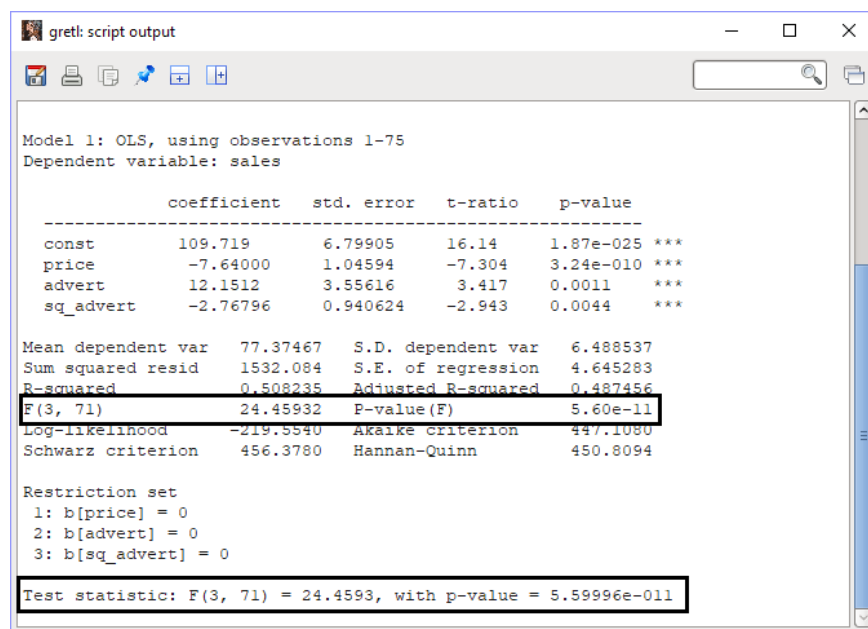 gretl: script output
Model 1: OLS, using observations 1-75
Dependent variable: sales
coefficient std. error t-ratio p-value
-------------------------------------------------------
const 109.719 6.79905 16.14 1.87e-025 ***
price -7.64000 1.04594 -7.304 3.24e-010 ***
advert 12.1512 3.55616 3.417 0.0011 ***
sq_advert -2.76796 0.940624 -2.943 0.0044 ***
Mean dependent var 77.37467 S.D. dependent var 6.488537
Sum squared resid 1532.084 S.E. of regression 4.645283
R-squared 0.508235 Adjusted R-squared 0.487456
F(3, 71) 24.45932 P-value(F) 5.60e-11
Log-likelihood -219.5540 Akaike criterion 447.1080
Schwarz criterion 456.3780 Hannan-Quinn 450.8094
Restriction set
1: b[price] = 0
2: b[advert] = 0
3: b[sq_advert] = 0
Test statistic: F(3, 71) = 24.4593, with p-value = 5.59996e-011